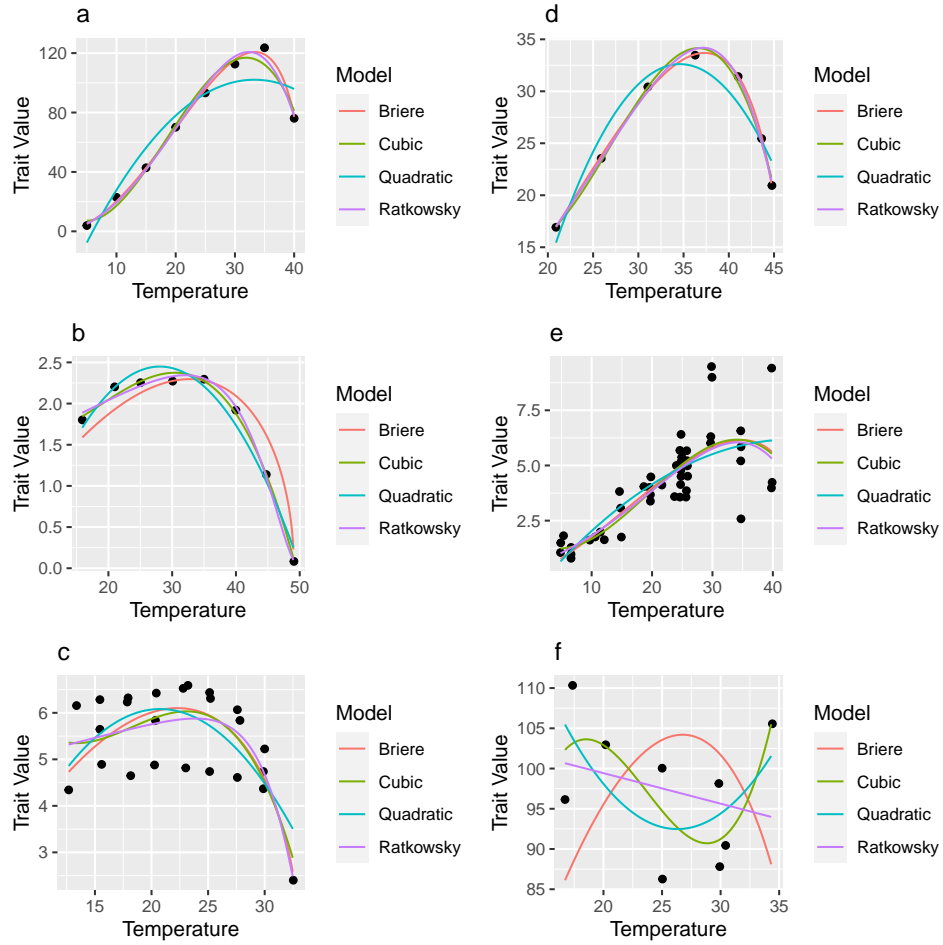 a
Trait Value
120
80
40
0
10 20 30 40
Temperature
Model
Briere
Cubic
Quadratic
Ratkowsky
d
Trait Value
35
30
25
20
15
20 25 30 35 40 45
Temperature
Model
Briere
Cubic
Quadratic
Ratkowsky
b
Trait Value
2.5
2.0
1.5
1.0
0.5
0.0
20 30 40 50
Temperature
Model
Briere
Cubic
Quadratic
Ratkowsky
e
Trait Value
7.5
5.0
2.5
10 20 30 40
Temperature
Model
Briere
Cubic
Quadratic
Ratkowsky
c
Trait Value
6
5
4
3
15 20 25 30
Temperature
Model
Briere
Cubic
Quadratic
Ratkowsky
f
Trait Value
110
105
100
95
90
85
20 25 30 35
Temperature
Model
Briere
Cubic
Quadratic
Ratkowsky